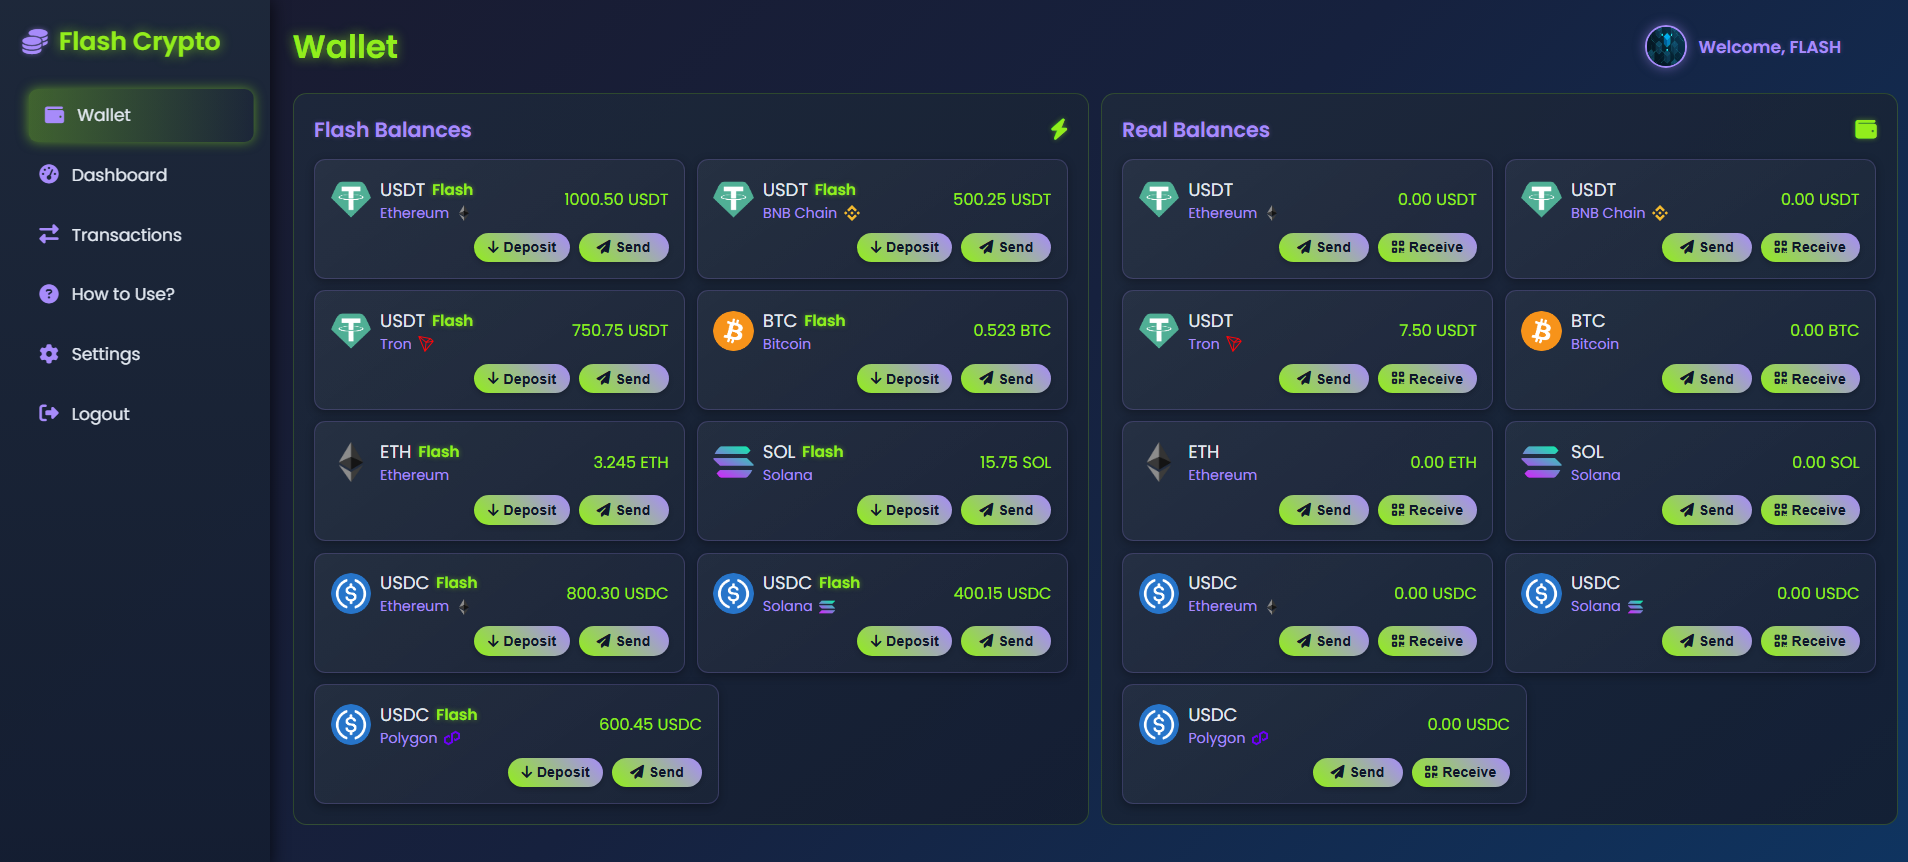 Flash Crypto
Wallet
Dashboard
Transactions
How to Use?
Settings
Logout
Wallet
Welcome, FLASH
Flash Balances
USDT Flash
Ethereum
1000.50 USDT
Deposit
Send
USDT Flash
BNB Chain
500.25 USDT
Deposit
Send
USDT Flash
Tron
750.75 USDT
Deposit
Send
BTC Flash
Bitcoin
0.523 BTC
Deposit
Send
ETH Flash
Ethereum
3.245 ETH
Deposit
Send
SOL Flash
Solana
15.75 SOL
Deposit
Send
USDC Flash
Ethereum
800.30 USDC
Deposit
Send
USDC Flash
Solana
400.15 USDC
Deposit
Send
USDC Flash
Polygon
600.45 USDC
Deposit
Send
Real Balances
USDT
Ethereum
0.00 USDT
Send
Receive
USDT
BNB Chain
0.00 USDT
Send
Receive
USDT
Tron
7.50 USDT
Send
Receive
BTC
Bitcoin
0.00 BTC
Send
Receive
ETH
Ethereum
0.00 ETH
Send
Receive
SOL
Solana
0.00 SOL
Send
Receive
USDC
Ethereum
0.00 USDC
Send
Receive
USDC
Solana
0.00 USDC
Send
Receive
USDC
Polygon
0.00 USDC
Send
Receive